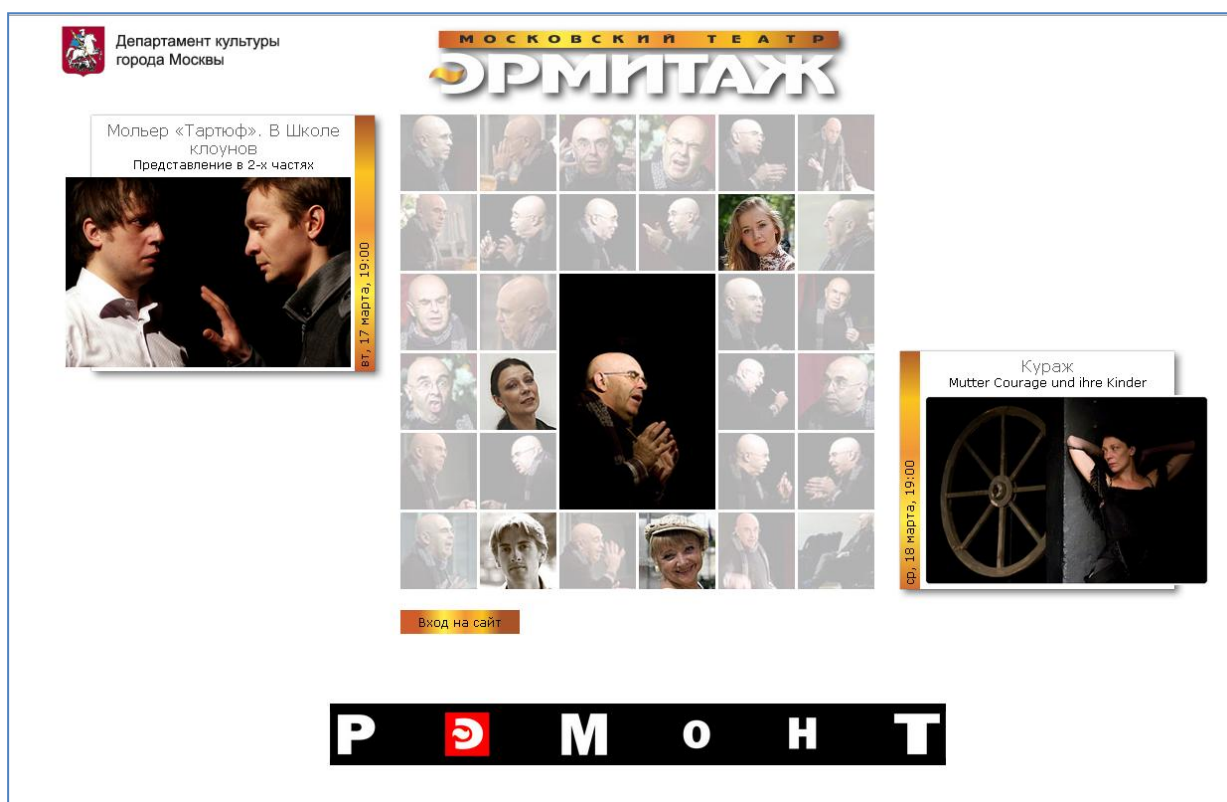 Департамент культуры
города Москвы
МОСКОВСКИЙ ТЕАТР
ЭРМИТАЖ
Мольер «Тартюф». В Школе
клоунов
Представление в 2-х частях
вт, 17 марта, 19:00
Кураж
Mutter Courage und ihre Kinder
ср, 18 марта, 19:00
Вход на сайт
РЭМОНТ